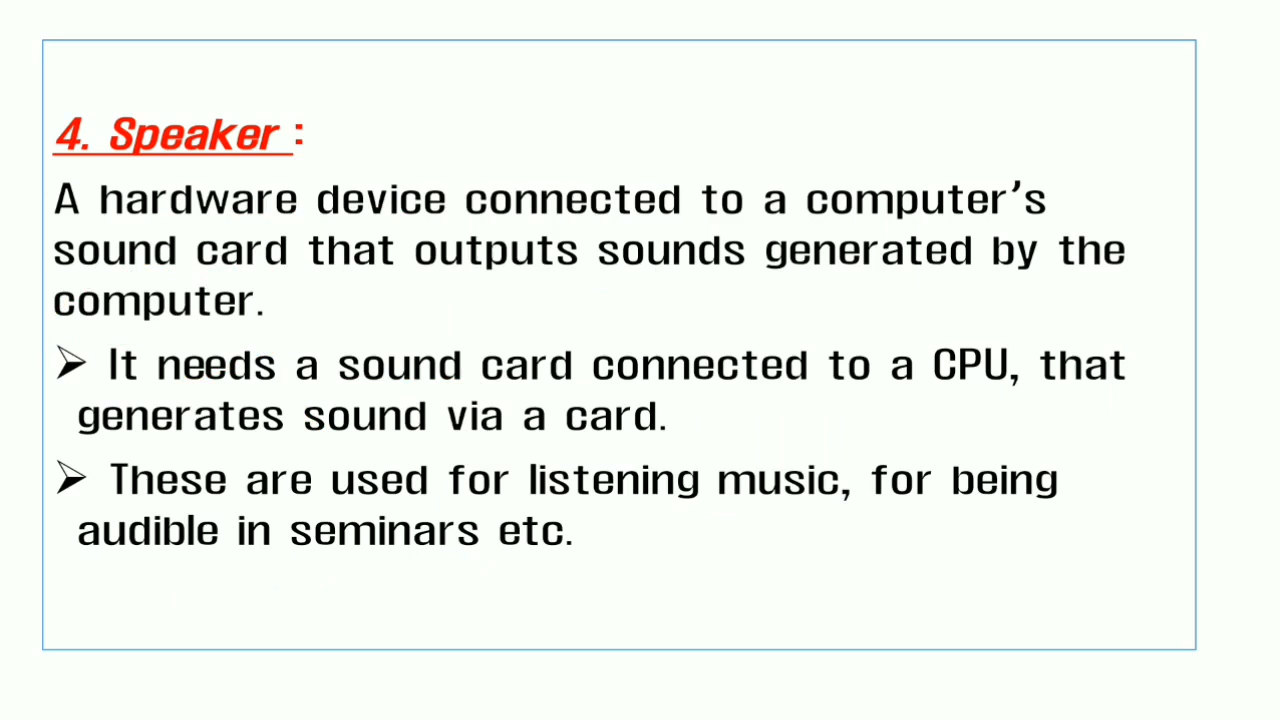 4. Speaker :
A hardware device connected to a computer’s
sound card that outputs sounds generated by the
computer.
➢ It needs a sound card connected to a CPU, that
generates sound via a card.
➢ These are used for listening music, for being
audible in seminars etc.